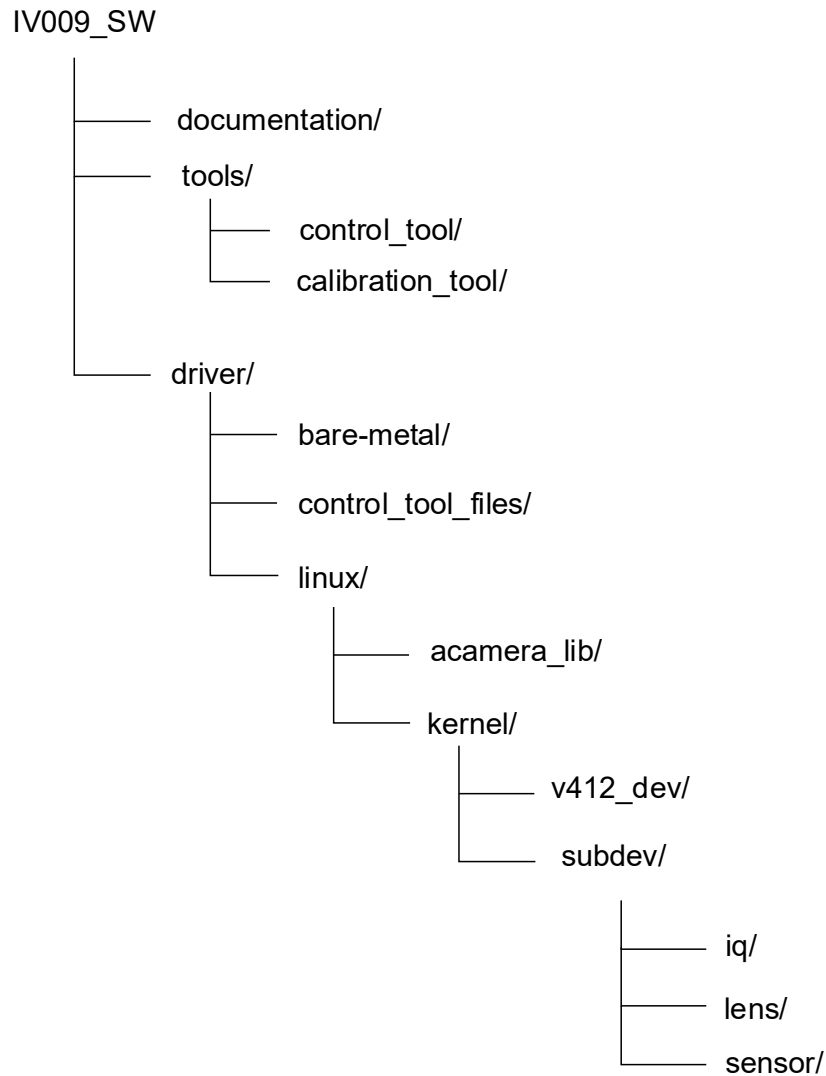 IV009_SW
documentation/
tools/
control_tool/
calibration_tool/
driver/
bare-metal/
control_tool_files/
linux/
acamera_lib/
kernel/
v412_dev/
subdev/
iq/
lens/
sensor/